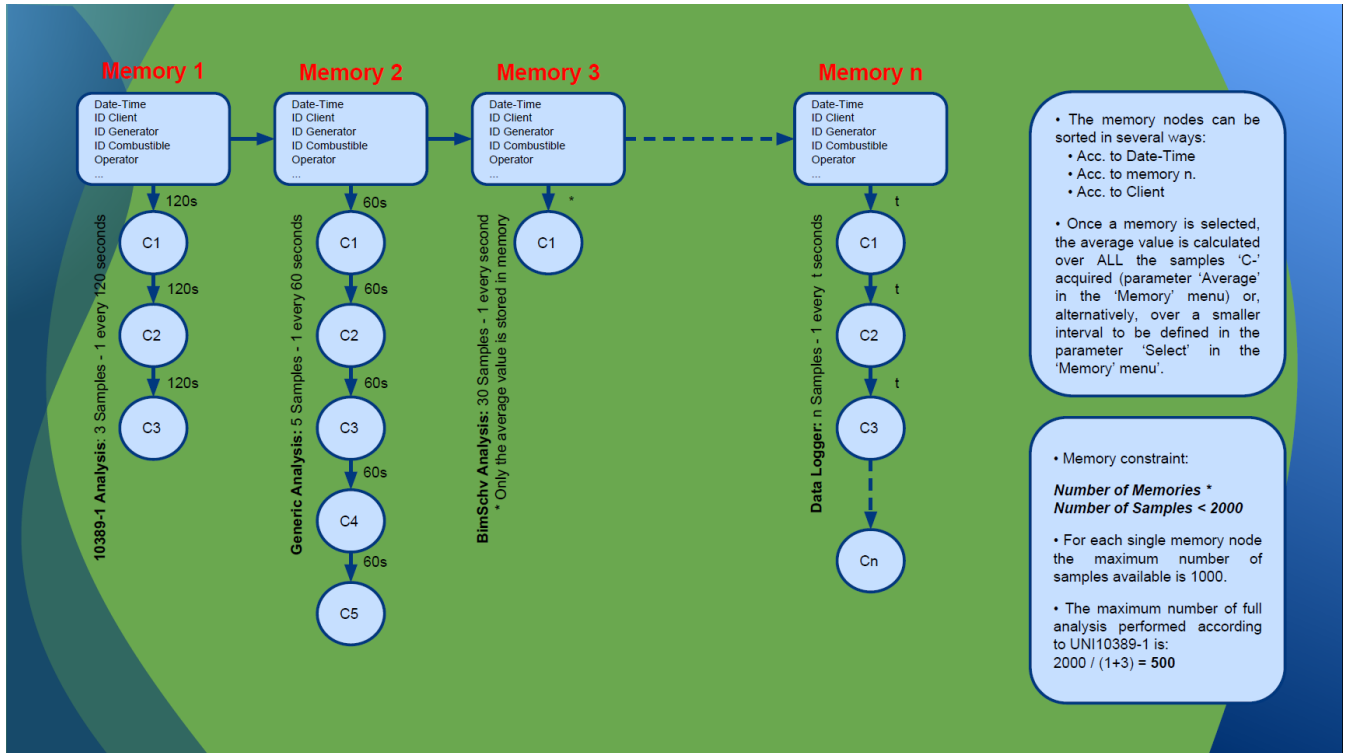 Memory 1
Date-Time
ID Client
ID Generator
ID Combustible
Operator
...
120s
C1
120s
C2
120s
C3
10389-1 Analysis: 3 Samples - 1 every 120 seconds
Memory 2
Date-Time
ID Client
ID Generator
ID Combustible
Operator
...
60s
C1
60s
C2
60s
C3
60s
C4
60s
C5
Generic Analysis: 5 Samples - 1 every 60 seconds
Memory 3
Date-Time
ID Client
ID Generator
ID Combustible
Operator
...
*
C1
BimSchv Analysis: 30 Samples - 1 every second
* Only the average value is stored in memory
Memory n
Date-Time
ID Client
ID Generator
ID Combustible
Operator
...
t
C1
t
C2
t
C3
Cn
Data Logger: n Samples - 1 every t seconds
• The memory nodes can be
sorted in several ways:
• Acc. to Date-Time
• Acc. to memory n.
• Acc. to Client
• Once a memory is selected,
the average value is calculated
over ALL the samples ‘C-’
acquired (parameter ‘Average’
in the ‘Memory’ menu) or,
alternatively, over a smaller
interval to be defined in the
parameter ‘Select’ in the
‘Memory’ menu’.
• Memory constraint:
Number of Memories *
Number of Samples < 2000
• For each single memory node
the maximum number of
samples available is 1000.
• The maximum number of full
analysis performed according
to UNI10389-1 is:
2000 / (1+3) = 500